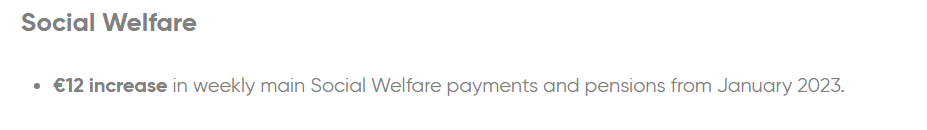 Social Welfare
• €12 increase in weekly main Social Welfare payments and pensions from January 2023.